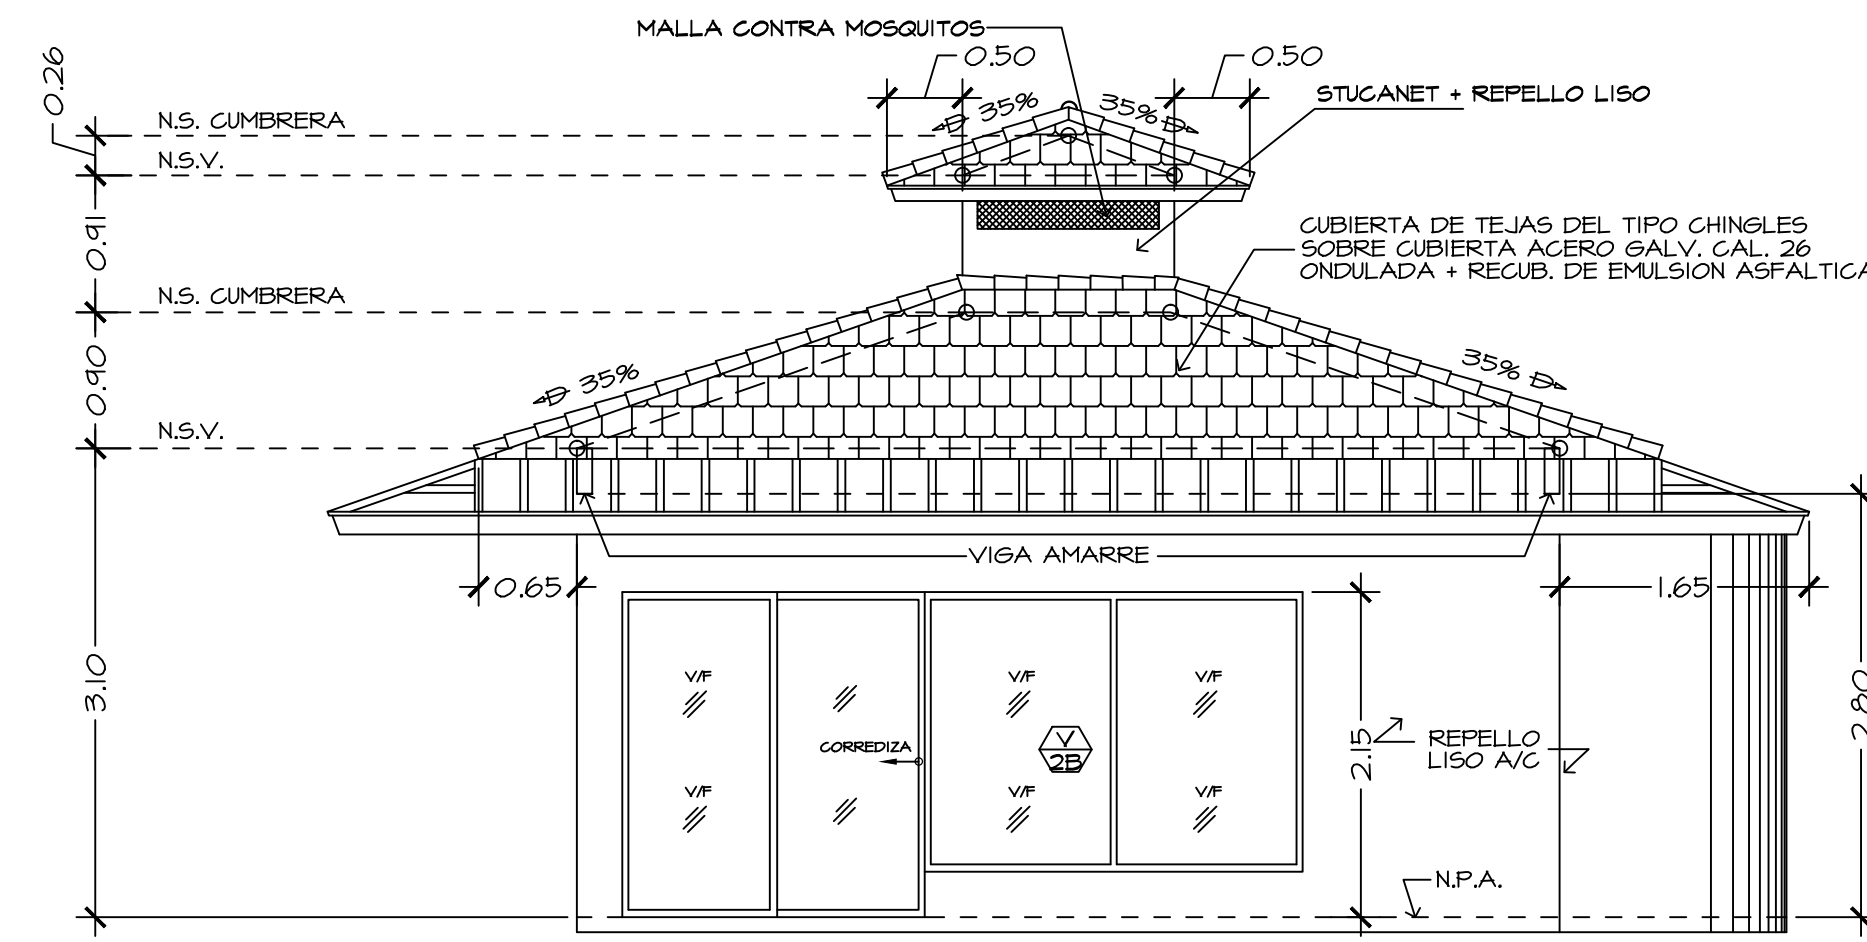 MALLA CONTRA MOSQUITOS
0.50
0.50
0.26
STUCANET + REPELLO LISO
35%
35%
N.S. CUMBRERA
N.S.V.
0.91
CUBIERTA DE TEJAS DEL TIPO CHINGLES
SOBRE CUBIERTA ACERO GALV. CAL. 26
ONDULADA + RECUB. DE EMULSION ASFALTICA
N.S. CUMBRERA
0.90
D 35%
35% D
N.S.V.
VIGA AMARRE
0.65
1.65
3.10
V/F
V/F
V/F
2.80
CORREDIZA
V
2B
2.15
REPELLO
LISO A/C
V/F
V/F
V/F
N.P.A.